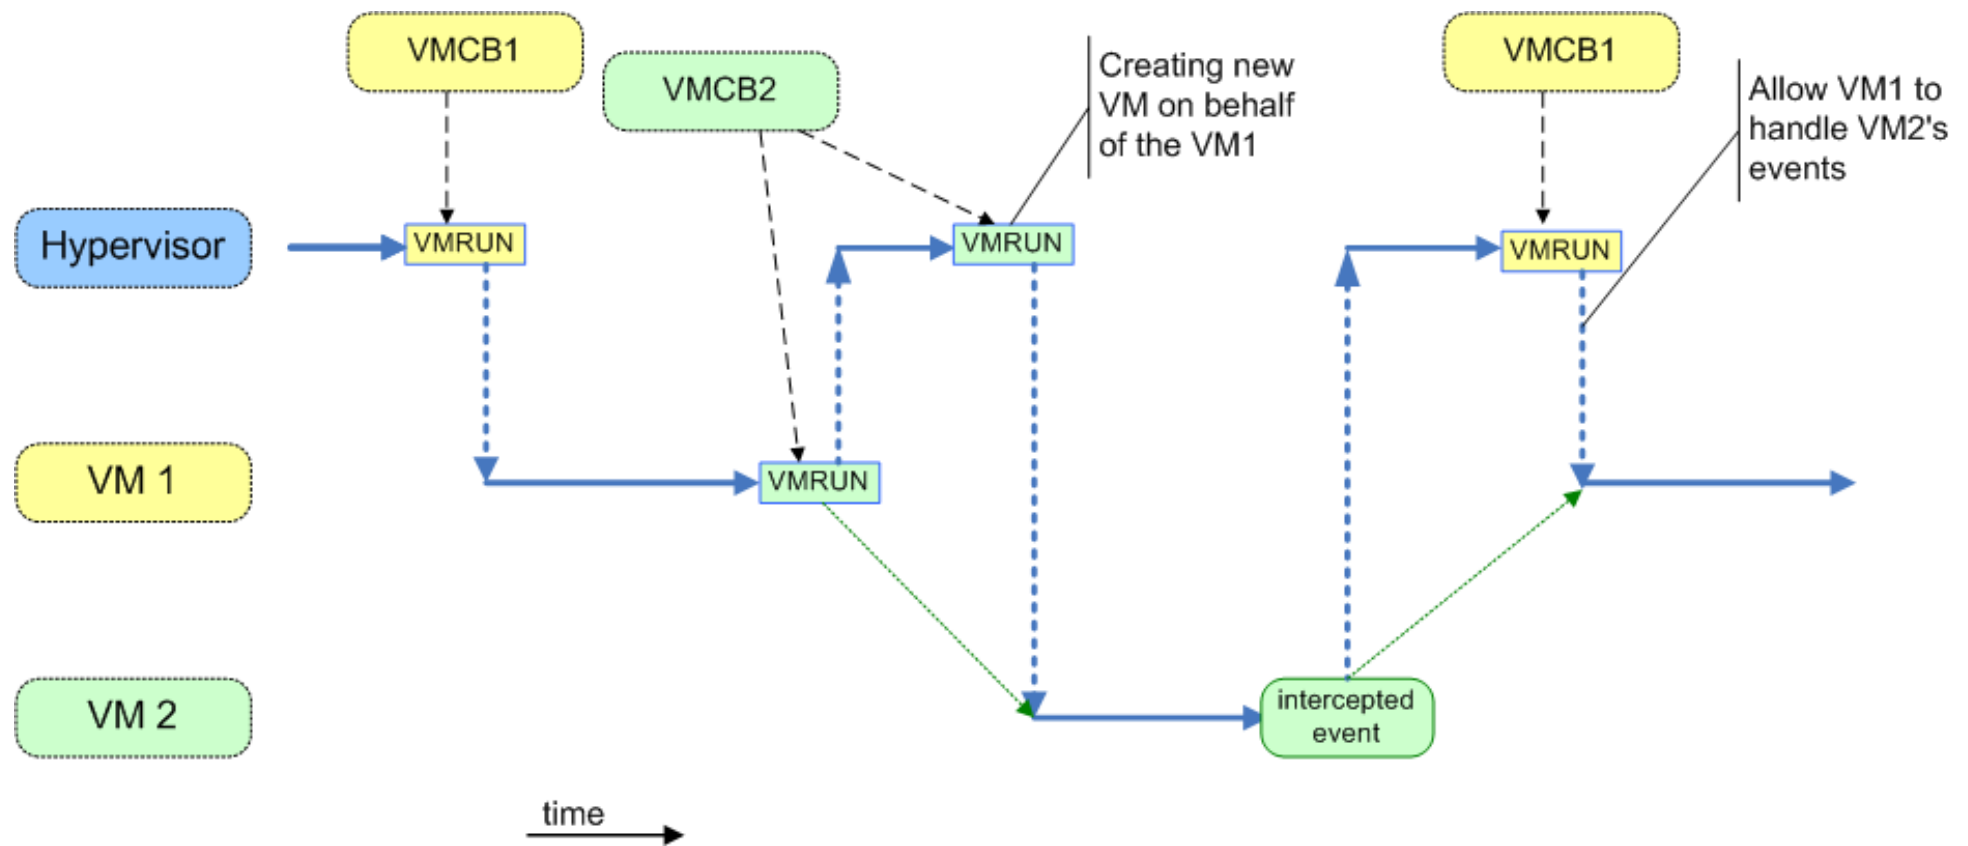 VMCB1
VMCB2
Creating new
VM on behalf
of the VM1
VMCB1
Allow VM1 to
handle VM2's
events
Hypervisor
VMRUN
VMRUN
VMRUN
VM 1
VMRUN
VM 2
intercepted
event
time